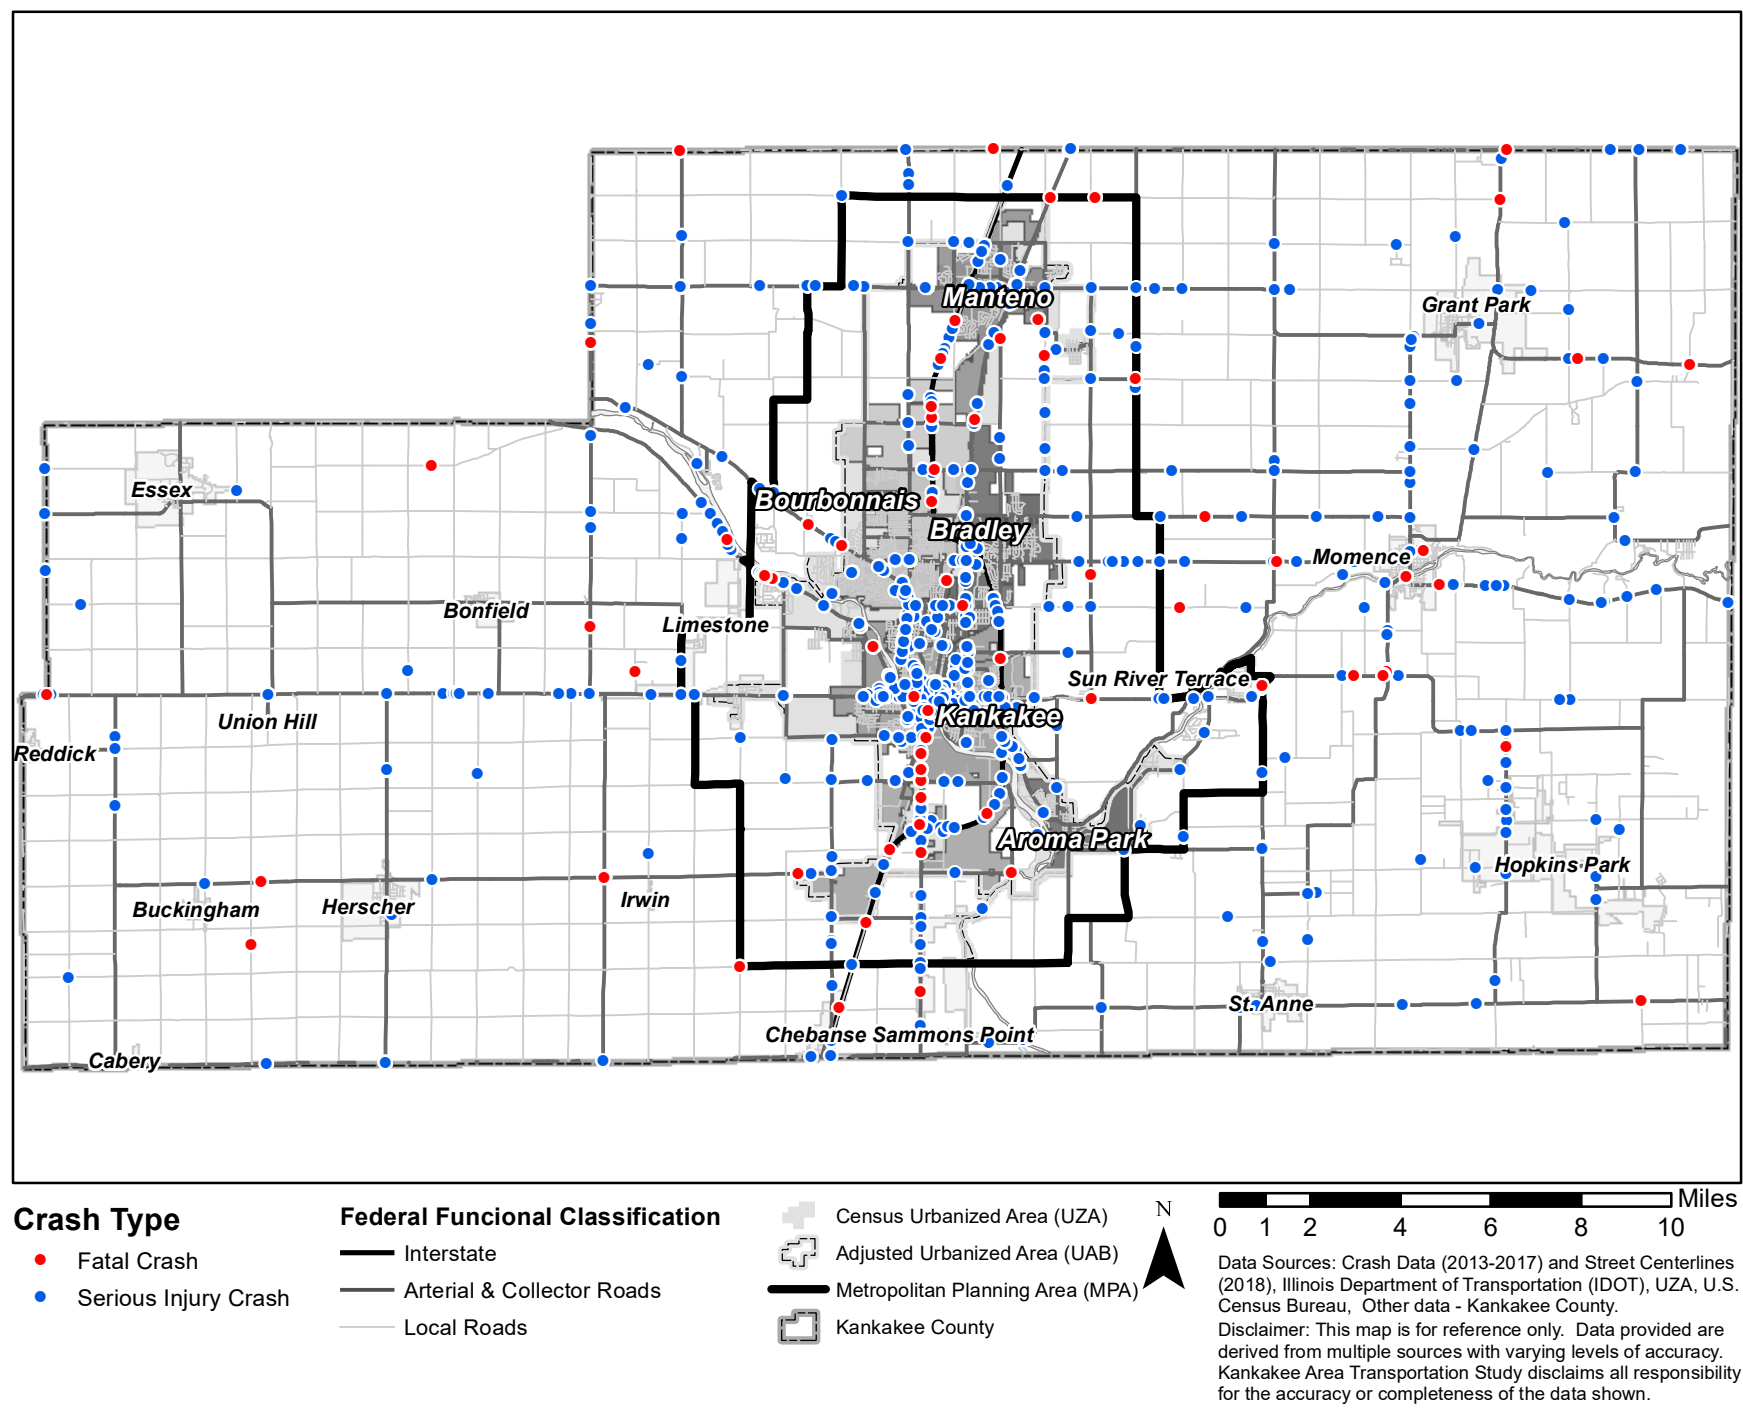 Manteno
Grant Park
Essex
Bourbonnais
Bradley
Momence
Bonfield
Limestone
Sun River Terrace
Union Hill
Kankakee
Reddick
Aroma Park
Hopkins Park
Buckingham
Herscher
Irwin
St. Anne
Chebanse Sammons Point
Cabery
Crash Type
Fatal Crash
Serious Injury Crash
Federal Funcional Classification
Interstate
Arterial & Collector Roads
Local Roads
Census Urbanized Area (UZA)
Adjusted Urbanized Area (UAB)
Metropolitan Planning Area (MPA)
Kankakee County
N
Miles
0 1 2 4 6 8 10
Data Sources: Crash Data (2013-2017) and Street Centerlines
(2018), Illinois Department of Transportation (IDOT), UZA, U.S.
Census Bureau, Other data - Kankakee County.
Disclaimer: This map is for reference only. Data provided are
derived from multiple sources with varying levels of accuracy.
Kankakee Area Transportation Study disclaims all responsibility
for the accuracy or completeness of the data shown.